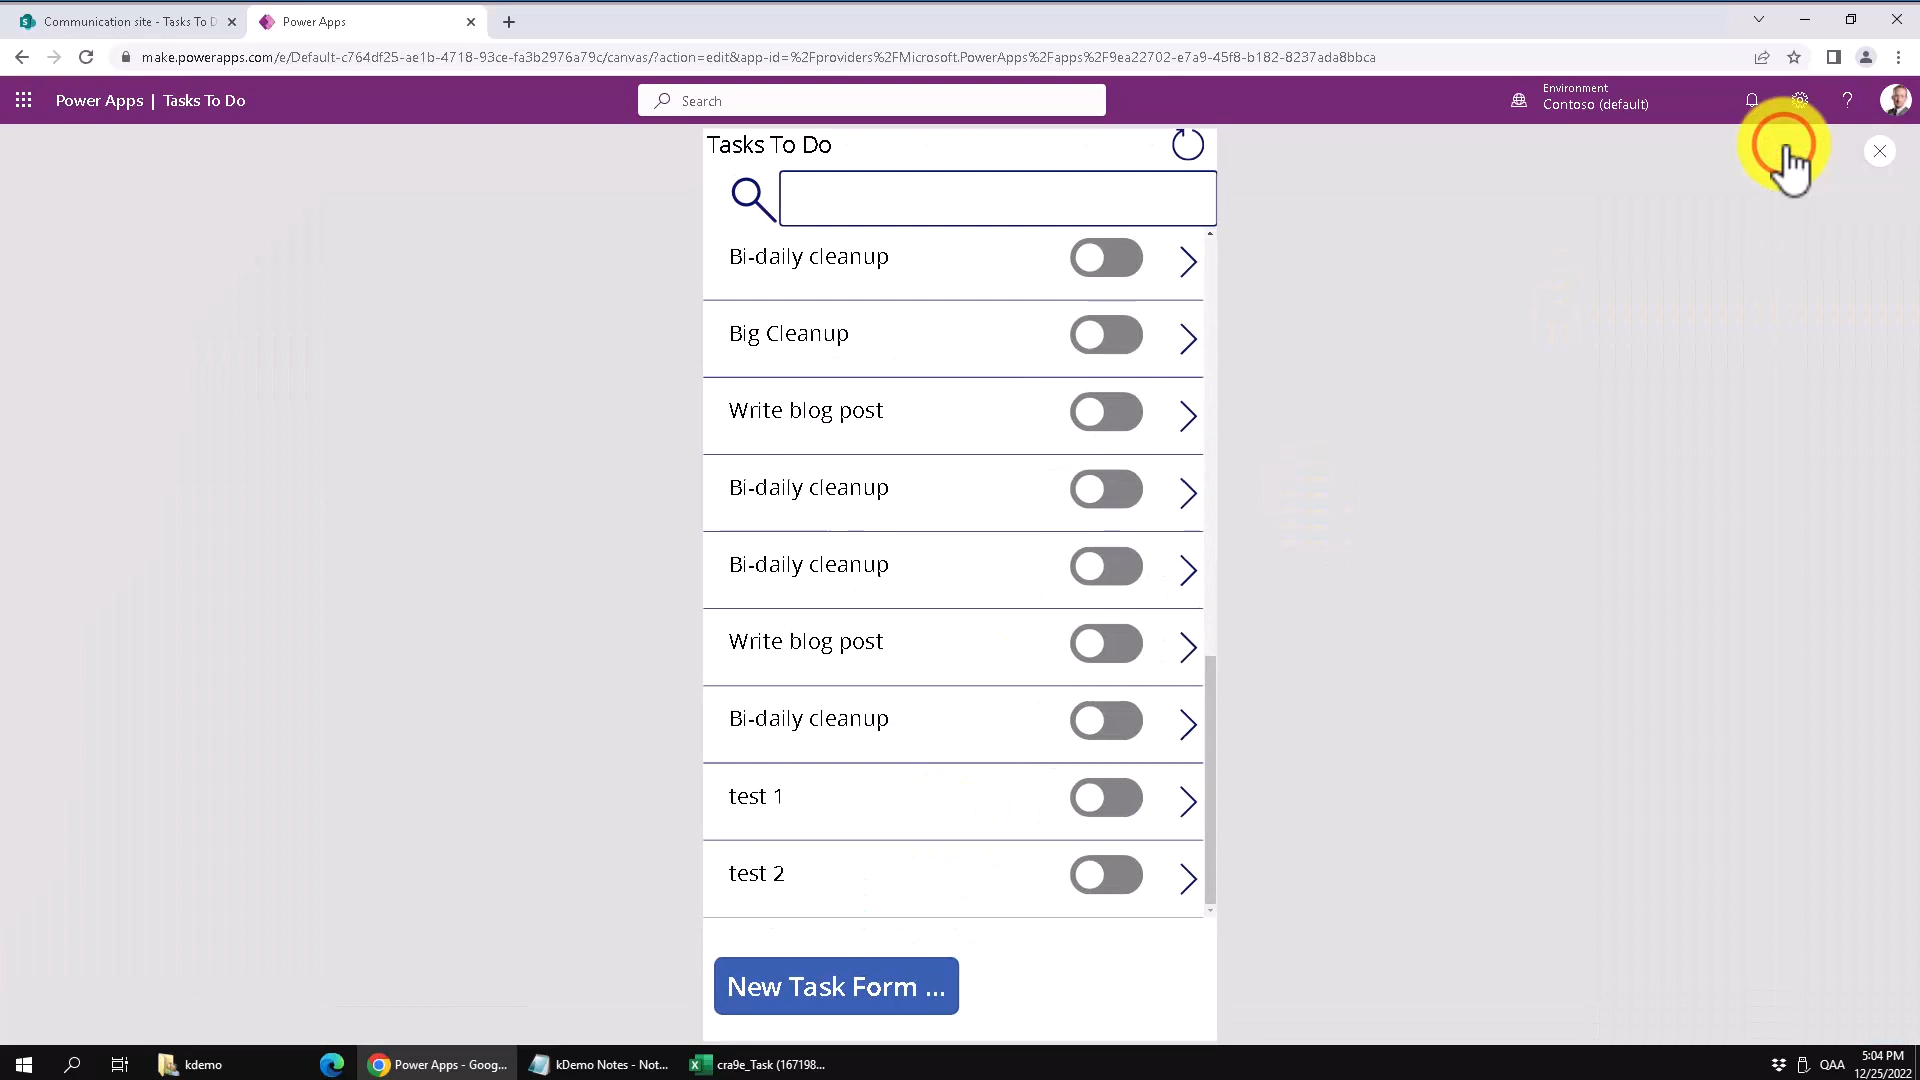 Communication site - Tasks To D
Power Apps
make.powerapps.com/e/Default-c764df25-ae1b-4718-93ce-fa3b2976a79c/canvas/?action=edit&app-id=%2Fproviders%2FMicrosoft.PowerApps%2Fapps%2F9ea22702-e7a9-45f8-b182-8237ada8bbca
Power Apps | Tasks To Do
Search
Environment
Contoso (default)
Tasks To Do
Bi-daily cleanup
Big Cleanup
Write blog post
Bi-daily cleanup
Bi-daily cleanup
Write blog post
Bi-daily cleanup
test 1
test 2
New Task Form ...
kdemo
Power Apps - Goog...
kDemo Notes - Not...
cra9e_Task (167198...
QAA
5:04 PM
12/25/2022